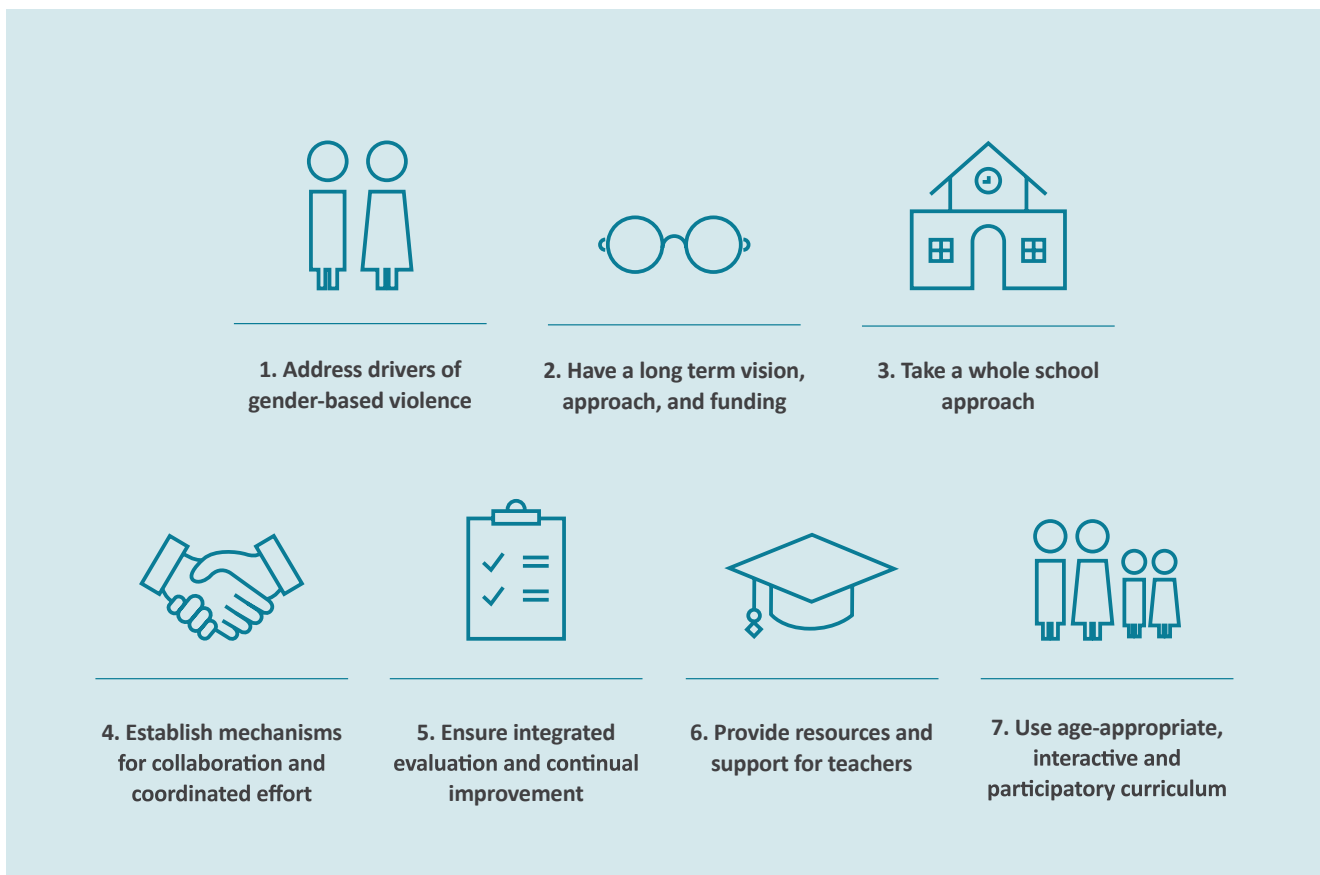 1. Address drivers of
gender-based violence
2. Have a long term vision,
approach, and funding
3. Take a whole school
approach
4. Establish mechanisms
for collaboration and
coordinated effort
5. Ensure integrated
evaluation and continual
improvement
6. Provide resources and
support for teachers
7. Use age-appropriate,
interactive and
participatory curriculum